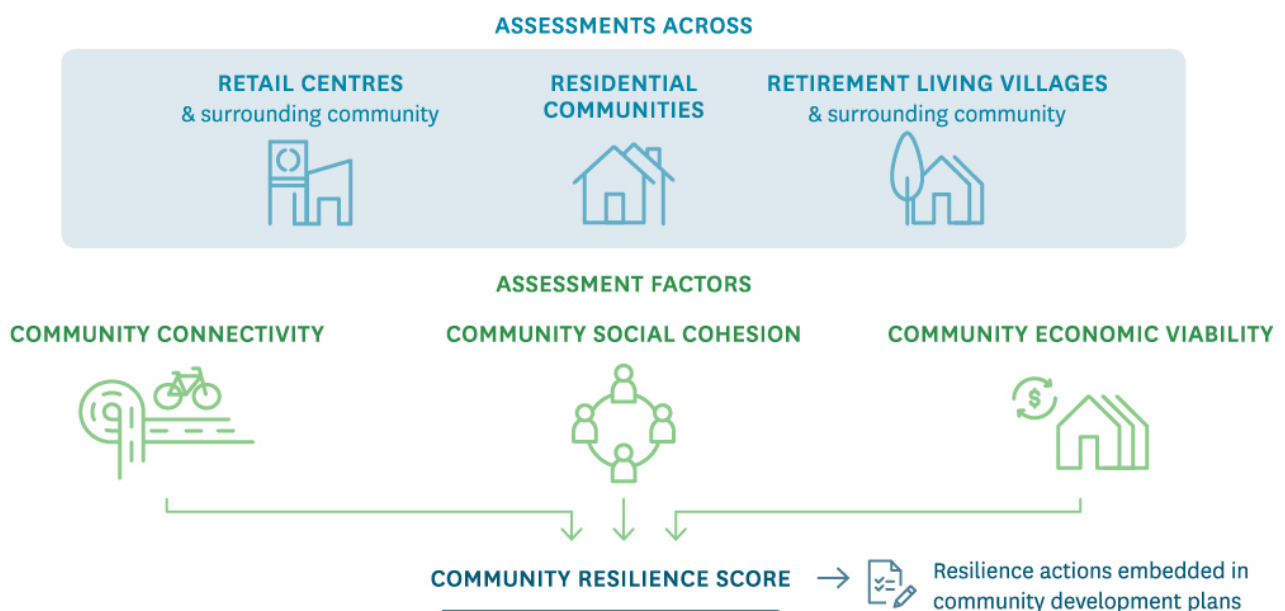 ASSESSMENTS ACROSS
RETAIL CENTRES
& surrounding community
RESIDENTIAL
COMMUNITIES
RETIREMENT LIVING VILLAGES
& surrounding community
ASSESSMENT FACTORS
COMMUNITY CONNECTIVITY
COMMUNITY SOCIAL COHESION
COMMUNITY ECONOMIC VIABILITY
$
COMMUNITY RESILIENCE SCORE
Resilience actions embedded in
community development plans